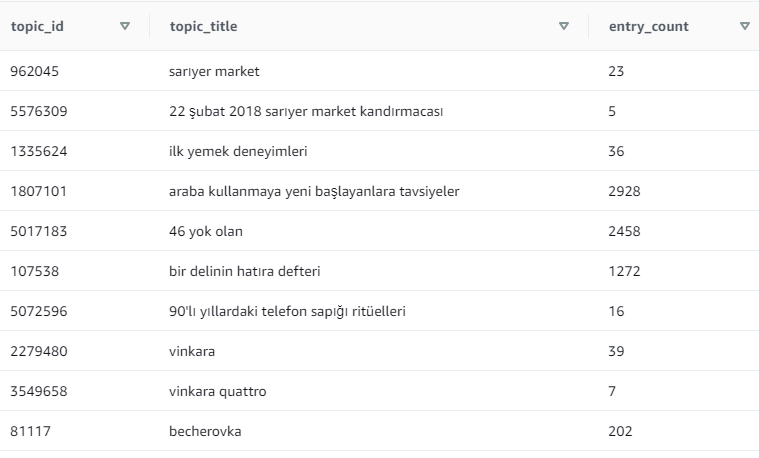 topic_id topic_title entry_count
962045 sarıyer market 23
5576309 22 şubat 2018 sarıyer market kandırmacası 5
1335624 ilk yemek deneyimleri 36
1807101 araba kullanmaya yeni başlayanlara tavsiyeler 2928
5017183 46 yok olan 2458
107538 bir delinin hatıra defteri 1272
5072596 90'lı yıllardaki telefon sapığı ritüelleri 16
2279480 vinkara 39
3549658 vinkara quattro 7
81117 becherovka 202